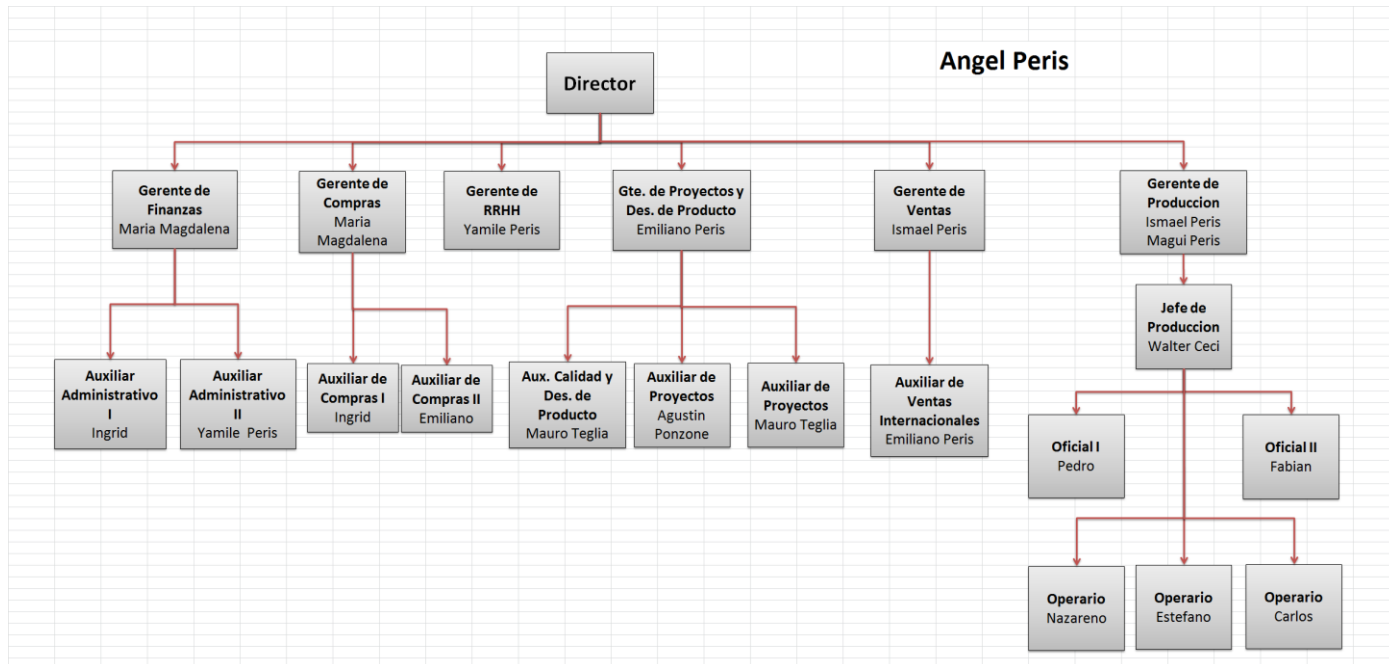 Angel Peris
Director
Gerente de
Finanzas
Maria Magdalena
Gerente de
Compras
Maria
Magdalena
Gerente de
RRHH
Yamile Peris
Gte. de Proyectos y
Des. de Producto
Emiliano Peris
Gerente de
Ventas
Ismael Peris
Gerente de
Produccion
Ismael Peris
Magui Peris
Jefe de
Produccion
Walter Ceci
Auxiliar
Administrativo
I
Ingrid
Auxiliar
Administrativo
II
Yamile Peris
Auxiliar de
Compras I
Ingrid
Auxiliar de
Compras II
Emiliano
Aux. Calidad y
Des. de
Producto
Mauro Teglia
Auxiliar de
Proyectos
Agustin
Ponzone
Auxiliar de
Proyectos
Mauro Teglia
Auxiliar de
Ventas
Internacionales
Emiliano Peris
Oficial I
Pedro
Oficial II
Fabian
Operario
Nazareno
Operario
Estefano
Operario
Carlos